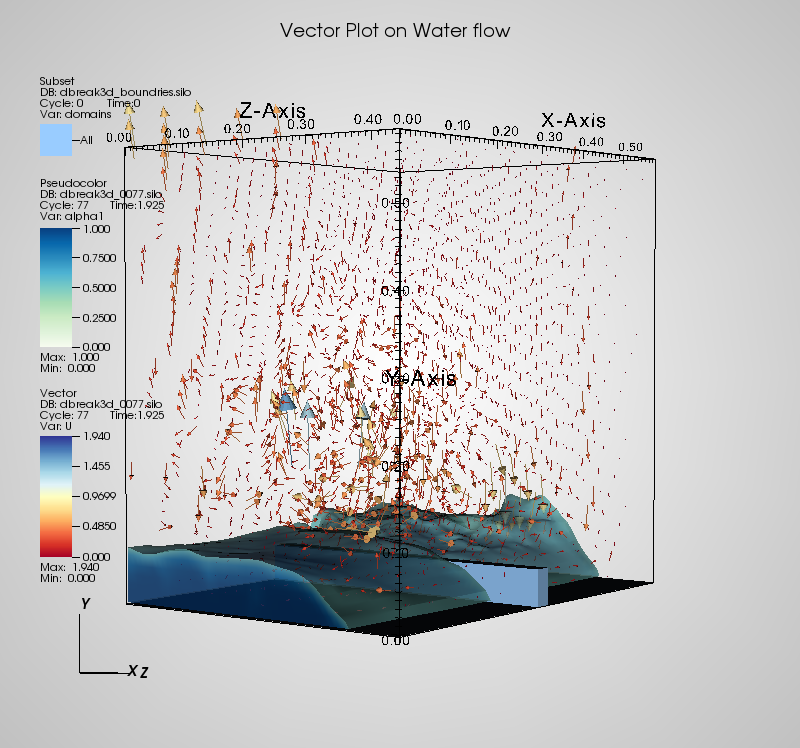 Vector Plot on Water flow
Subset
DB: dbreak3d_boundries.silo
Cycle: 0 Time:0
Var: domains
All
Pseudocolor
DB: dbreak3d_0077.silo
Cycle: 77 Time:1.925
Var: alpha1
1.000
0.7500
0.5000
0.2500
0.000
Max: 1.000
Min: 0.000
Vector
DB: dbreak3d_0077.silo
Cycle: 77 Time:1.925
Var: U
1.940
1.455
0.9699
0.4850
0.000
Max: 1.940
Min: 0.000
Z-Axis
0.00 0.10 0.20 0.30 0.40
X-Axis
0.00 0.10 0.20 0.30 0.40 0.50
0.50
0.40
Y-Axis
0.20
0.10
0.00
Y
X Z